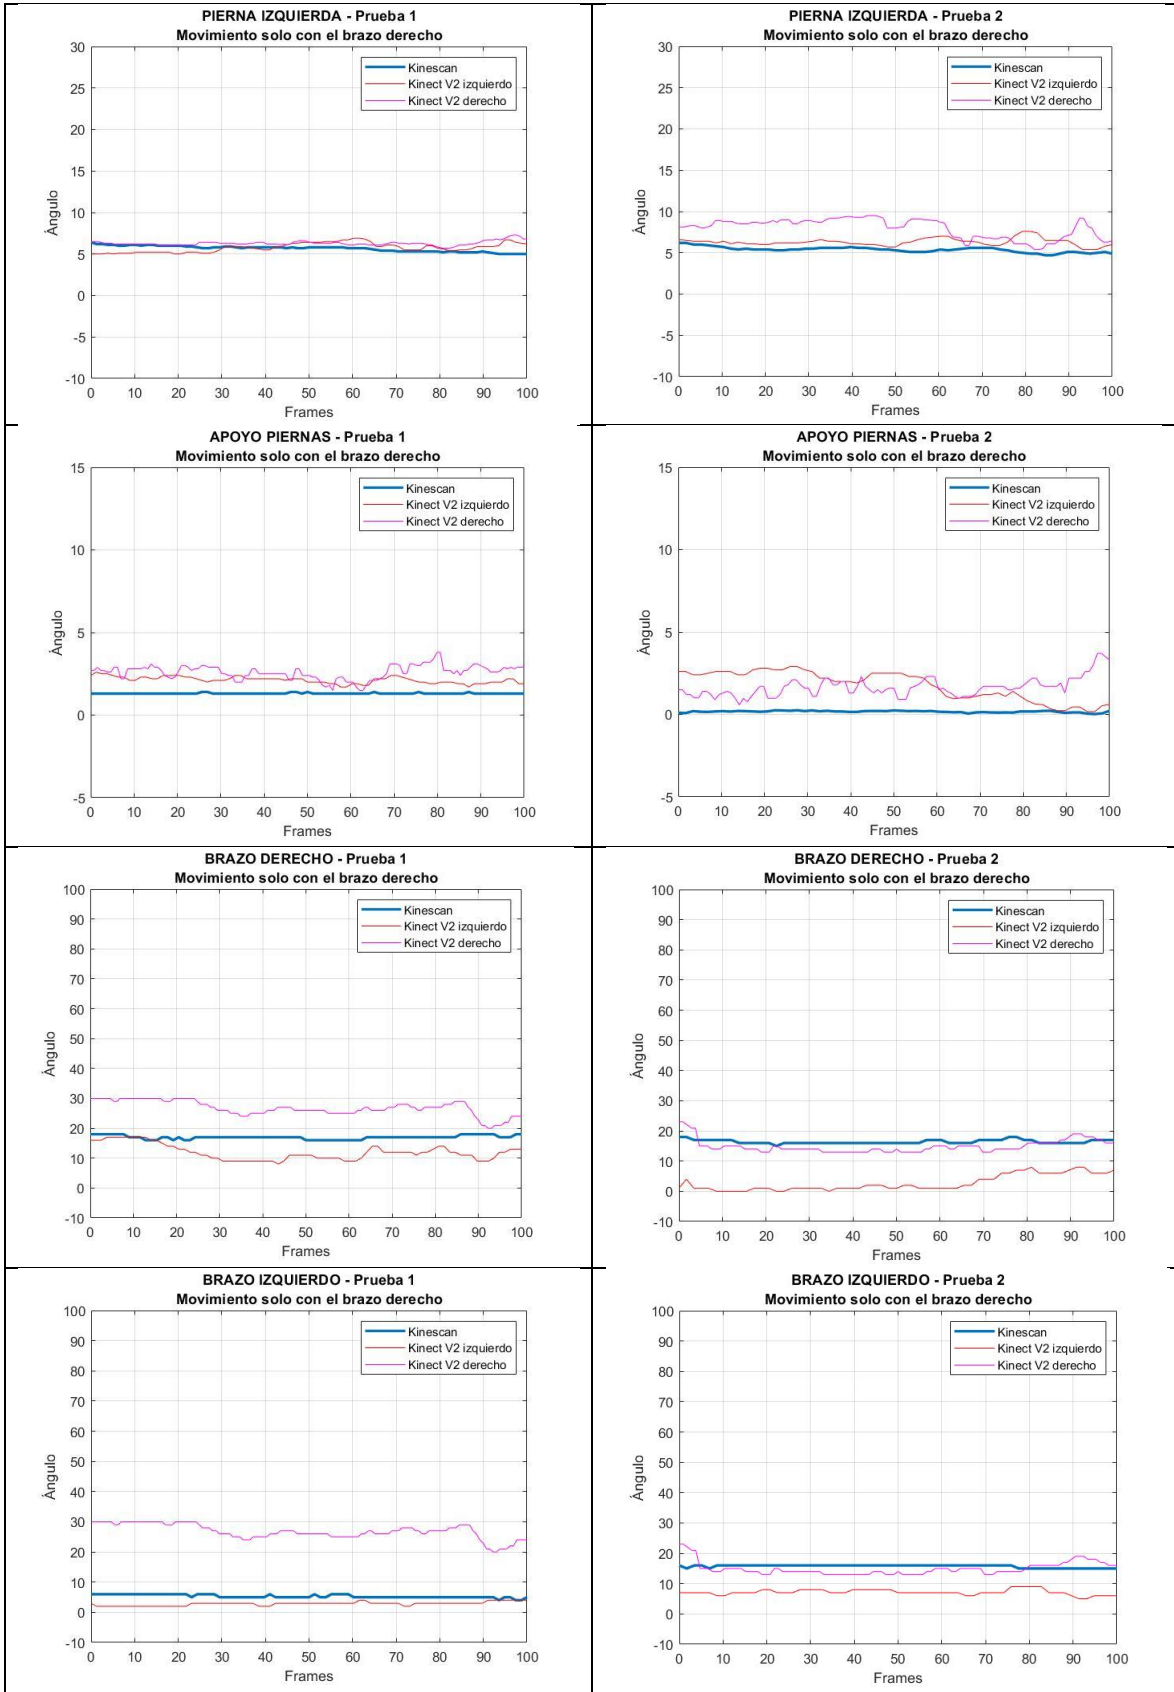 PIERNA IZQUIERDA - Prueba 1
Movimiento solo con el brazo derecho
30
25
20
15
10
5
0
-5
-10
Ángulo
Kinescan
Kinect V2 izquierdo
Kinect V2 derecho
0 10 20 30 40 50 60 70 80 90 100
Frames
PIERNA IZQUIERDA - Prueba 2
Movimiento solo con el brazo derecho
30
25
20
15
10
5
0
-5
-10
Ángulo
Kinescan
Kinect V2 izquierdo
Kinect V2 derecho
0 10 20 30 40 50 60 70 80 90 100
Frames
APOYO PIERNAS - Prueba 1
Movimiento solo con el brazo derecho
15
10
5
0
-5
Ángulo
Kinescan
Kinect V2 izquierdo
Kinect V2 derecho
0 10 20 30 40 50 60 70 80 90 100
Frames
APOYO PIERNAS - Prueba 2
Movimiento solo con el brazo derecho
15
10
5
0
-5
Ángulo
Kinescan
Kinect V2 izquierdo
Kinect V2 derecho
0 10 20 30 40 50 60 70 80 90 100
Frames
BRAZO DERECHO - Prueba 1
Movimiento solo con el brazo derecho
100
90
80
70
60
50
40
30
20
10
0
-10
Ángulo
Kinescan
Kinect V2 izquierdo
Kinect V2 derecho
0 10 20 30 40 50 60 70 80 90 100
Frames
BRAZO DERECHO - Prueba 2
Movimiento solo con el brazo derecho
100
90
80
70
60
50
40
30
20
10
0
-10
Ángulo
Kinescan
Kinect V2 izquierdo
Kinect V2 derecho
0 10 20 30 40 50 60 70 80 90 100
Frames
BRAZO IZQUIERDO - Prueba 1
Movimiento solo con el brazo derecho
100
90
80
70
60
50
40
30
20
10
0
-10
Ángulo
Kinescan
Kinect V2 izquierdo
Kinect V2 derecho
0 10 20 30 40 50 60 70 80 90 100
Frames
BRAZO IZQUIERDO - Prueba 2
Movimiento solo con el brazo derecho
100
90
80
70
60
50
40
30
20
10
0
-10
Ángulo
Kinescan
Kinect V2 izquierdo
Kinect V2 derecho
0 10 20 30 40 50 60 70 80 90 100
Frames